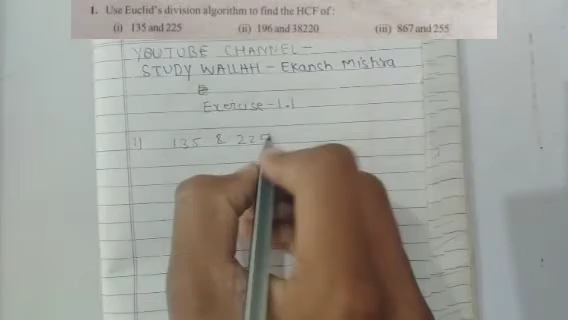 1. Use Euclid's division algorithm to find the HCF of:
(i) 135 and 225 (ii) 196 and 38220 (iii) 867 and 255
YOUTUBE CHANNEL -
STUDY WALLAH - Ekansh Mishra
Exercise - 1.1
i) 135 & 225